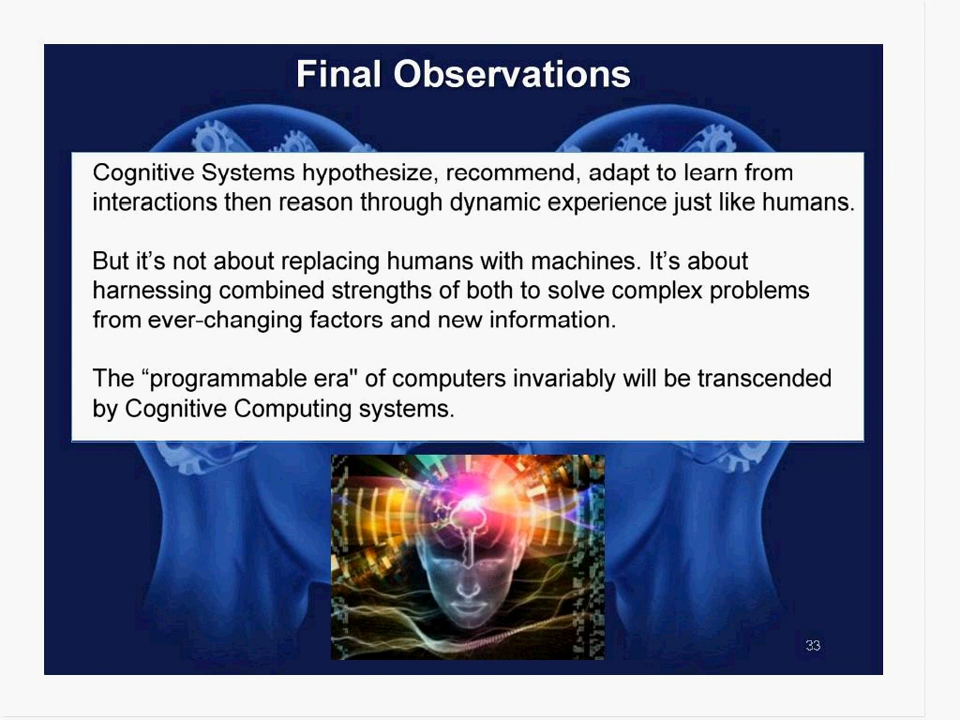 Final Observations
Cognitive Systems hypothesize, recommend, adapt to learn from
interactions then reason through dynamic experience just like humans.
But it’s not about replacing humans with machines. It’s about
harnessing combined strengths of both to solve complex problems
from ever-changing factors and new information.
The “programmable era" of computers invariably will be transcended
by Cognitive Computing systems.
33